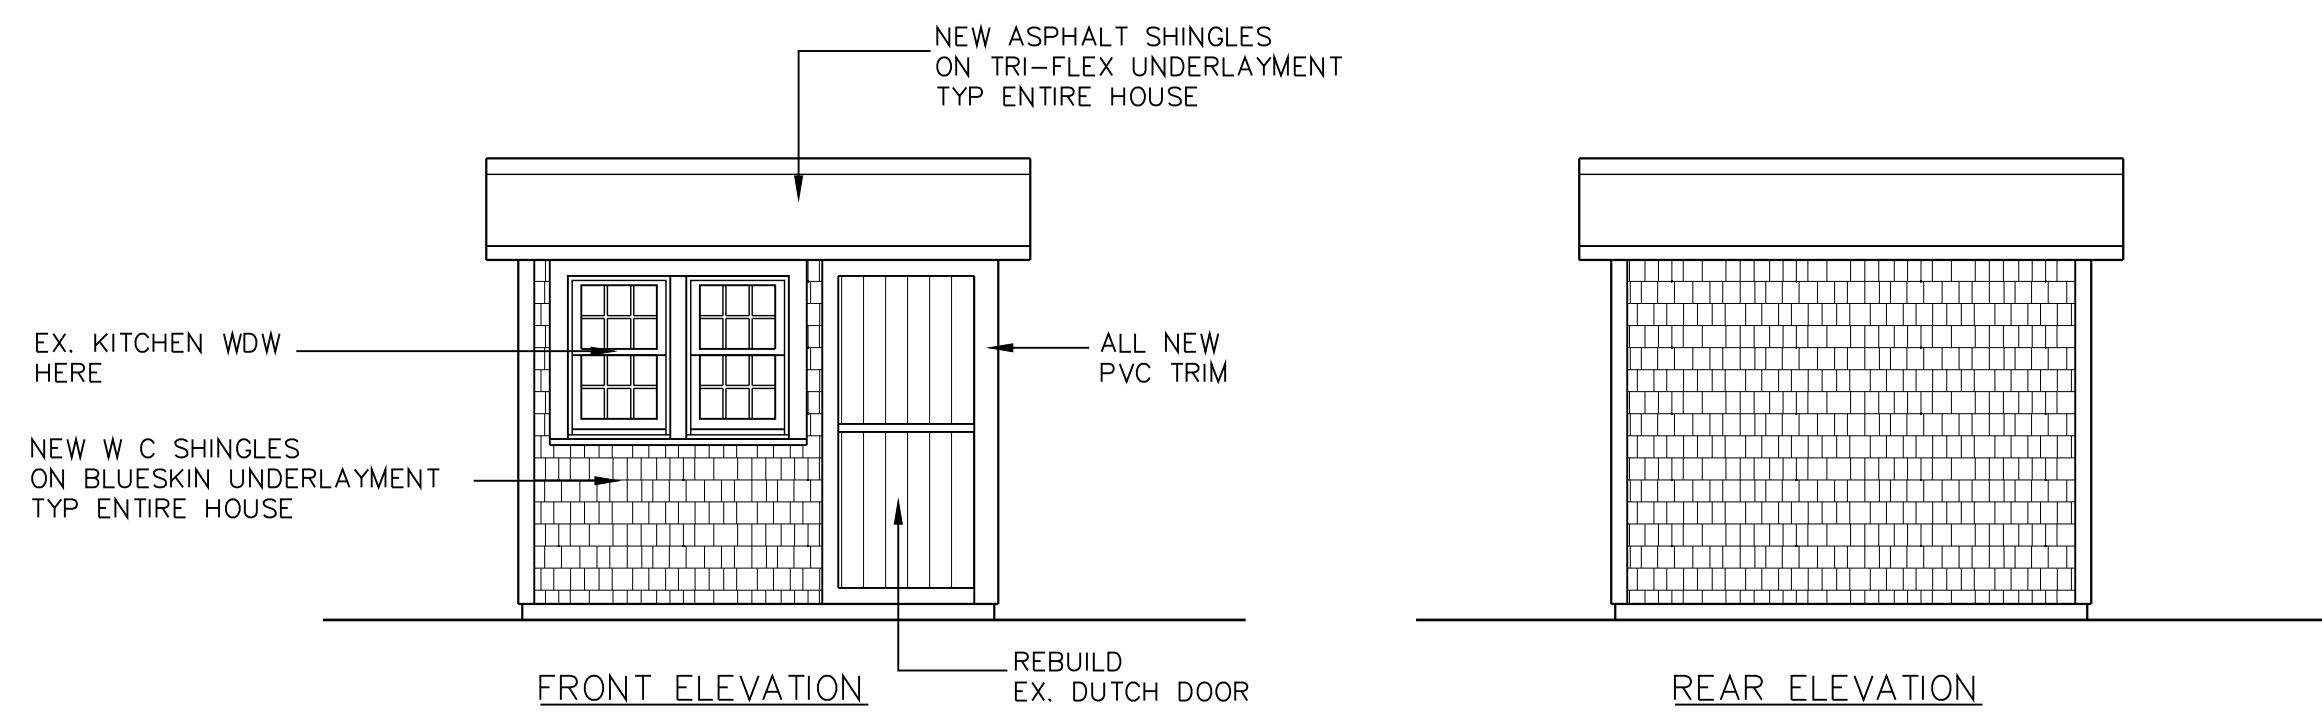 NEW ASPHALT SHINGLES
ON TRI-FLEX UNDERLAYMENT
TYP ENTIRE HOUSE
EX. KITCHEN WDW
HERE
ALL NEW
PVC TRIM
NEW W C SHINGLES
ON BLUESKIN UNDERLAYMENT
TYP ENTIRE HOUSE
REBUILD
EX. DUTCH DOOR
FRONT ELEVATION
REAR ELEVATION